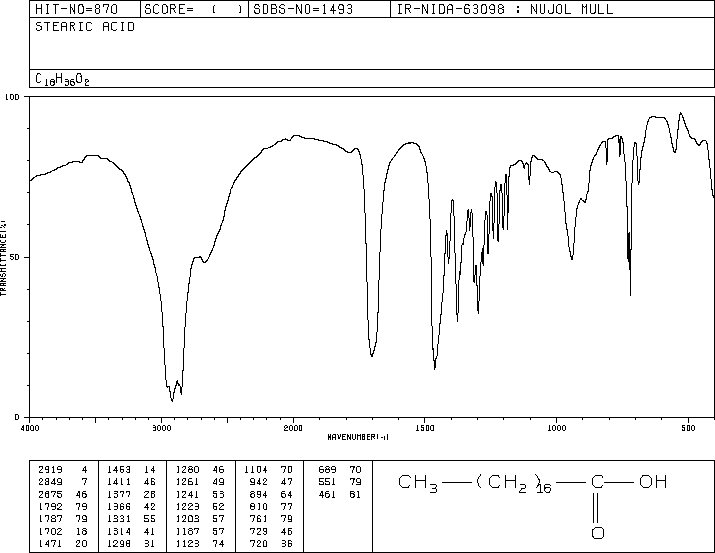 HIT-NO=870 SCORE= ( ) SDBS-NO=1493 IR-NIDA-63098 : NUJOL MULL
STEARIC ACID
C18H36O2
100
50
0
TRANSMITTANCE(%)
4000 3000 2000 1500 1000 500
WAVENUMBER(-1)
2919 4 1463 14 1280 46 1104 70 689 70
2849 7 1411 46 1261 49 942 47 551 79
2675 46 1377 28 1241 53 894 64 461 81
1792 79 1366 42 1223 52 810 77
1787 79 1331 55 1203 57 761 79
1702 18 1314 41 1187 57 729 46
1471 20 1298 31 1123 74 720 36
CH3 (CH2)16 C OH
O